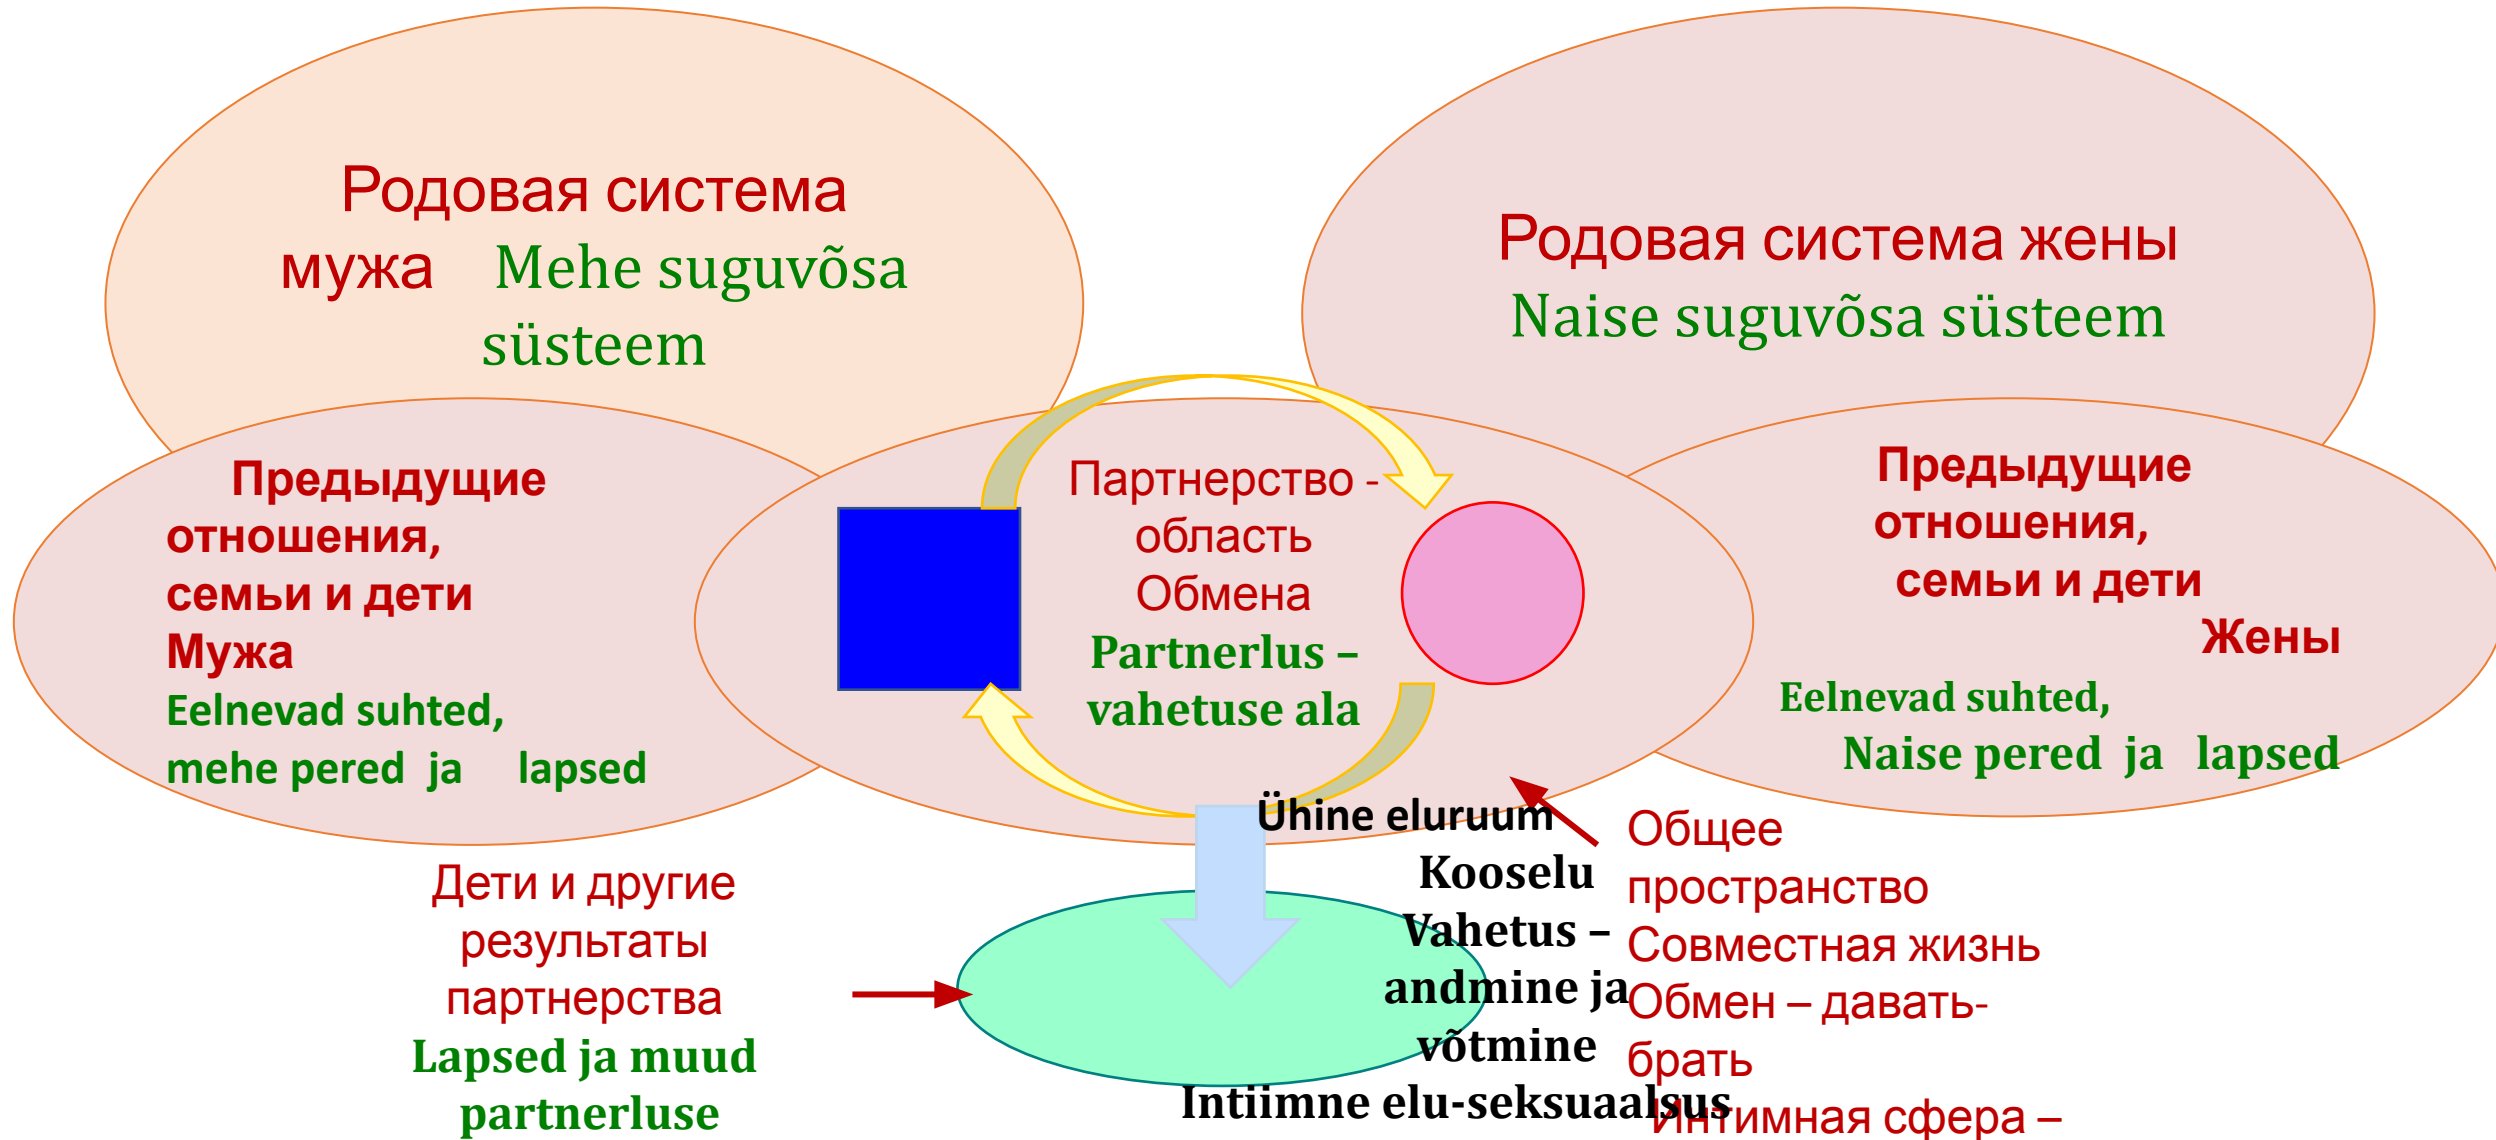 Родовая система
мужа Mehe suguvõsa
süsteem
Родовая система жены
Naise suguvõsa süsteem
Предыдущие
отношения,
семьи и дети
Мужа
Eelnevad suhted,
mehe pered ja lapsed
Партнерство -
область
Обмена
Partnerlus –
vahetuse ala
Предыдущие
отношения,
семьи и дети
Жены
Eelnevad suhted,
Naise pered ja lapsed
Дети и другие
результаты
партнерства
Lapsed ja muud
partnerluse
Ühine eluruum
Kooselu
Vahetus –
andmine ja
võtmine
Intiimne elu-seksuaalsus
Общее
пространство
Совместная жизнь
Обмен – давать-
брать
Интимная сфера –